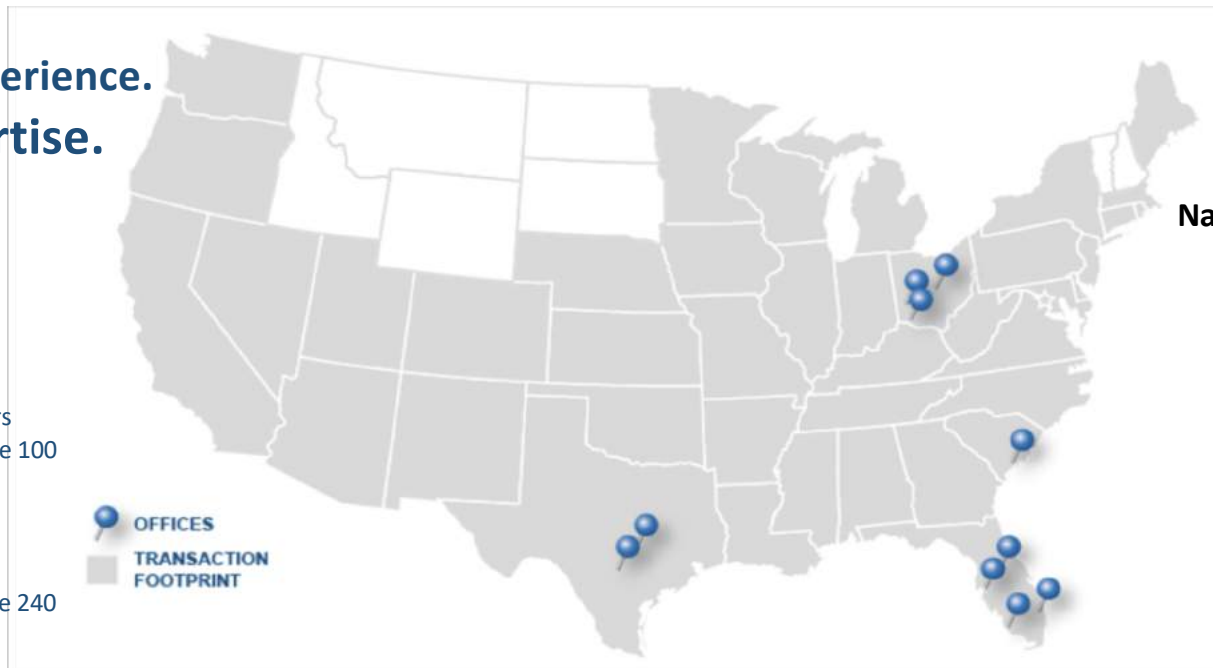 erience.
rtise.
Na
rs
e 100
OFFICES
TRANSACTION
FOOTPRINT
e 240